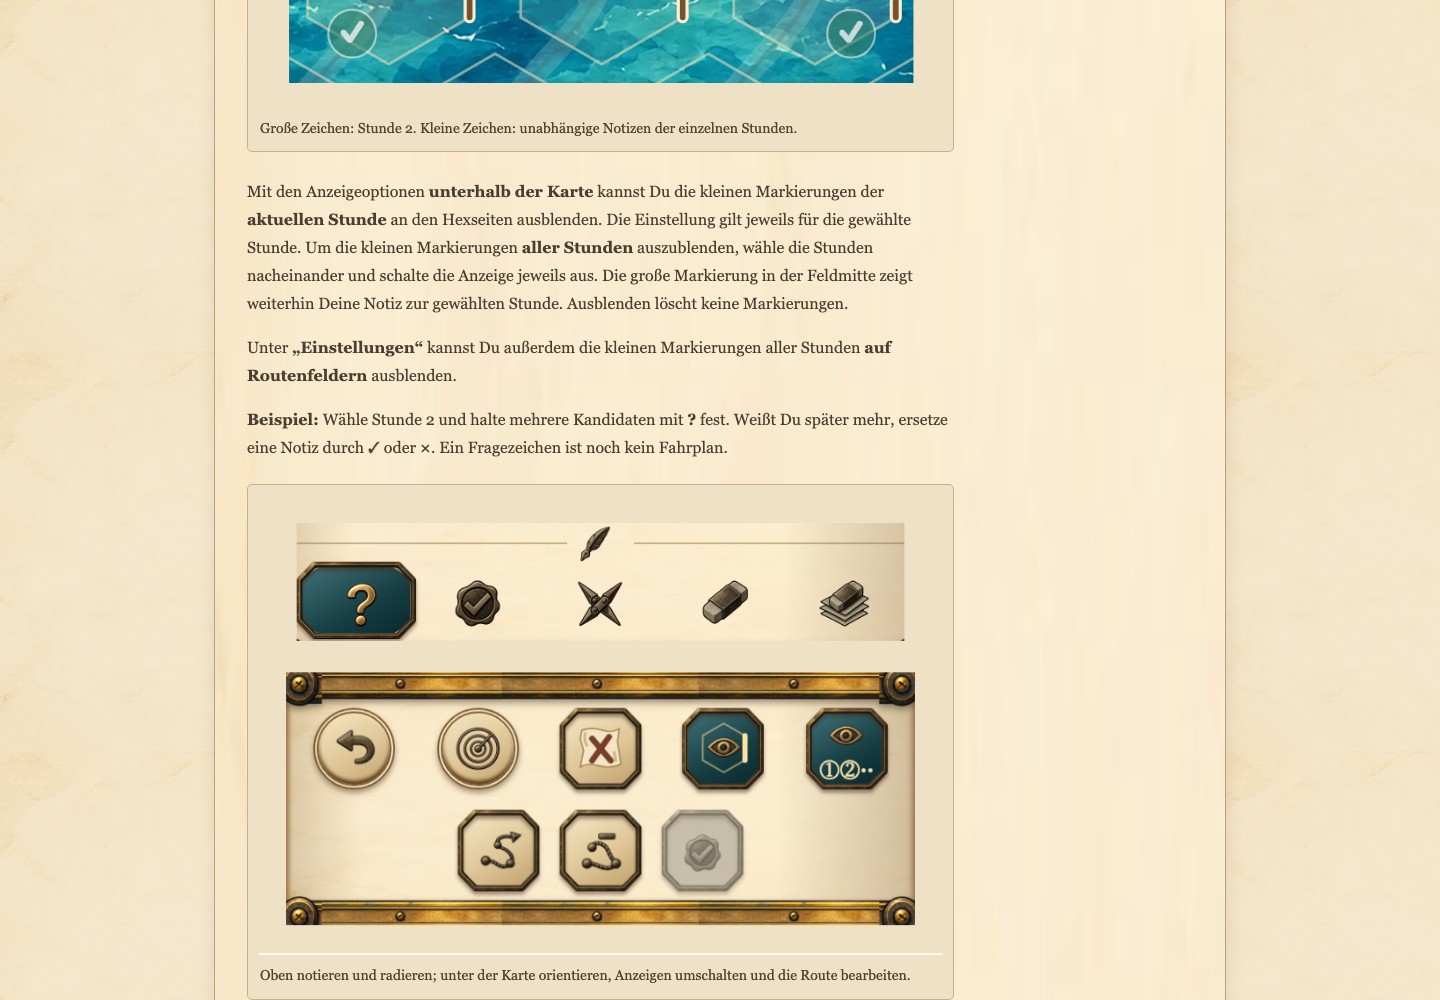 Große Zeichen: Stunde 2. Kleine Zeichen: unabhängige Notizen der einzelnen Stunden.
Mit den Anzeigeoptionen unterhalb der Karte kannst Du die kleinen Markierungen der
aktuellen Stunde an den Hexseiten ausblenden. Die Einstellung gilt jeweils für die gewählte
Stunde. Um die kleinen Markierungen aller Stunden auszublenden, wähle die Stunden
nacheinander und schalte die Anzeige jeweils aus. Die große Markierung in der Feldmitte zeigt
weiterhin Deine Notiz zur gewählten Stunde. Ausblenden löscht keine Markierungen.
Unter „Einstellungen“ kannst Du außerdem die kleinen Markierungen aller Stunden auf
Routenfeldern ausblenden.
Beispiel: Wähle Stunde 2 und halte mehrere Kandidaten mit ? fest. Weißt Du später mehr, ersetze
eine Notiz durch ✓ oder ×. Ein Fragezeichen ist noch kein Fahrplan.
?
①②··
Oben notieren und radieren; unter der Karte orientieren, Anzeigen umschalten und die Route bearbeiten.